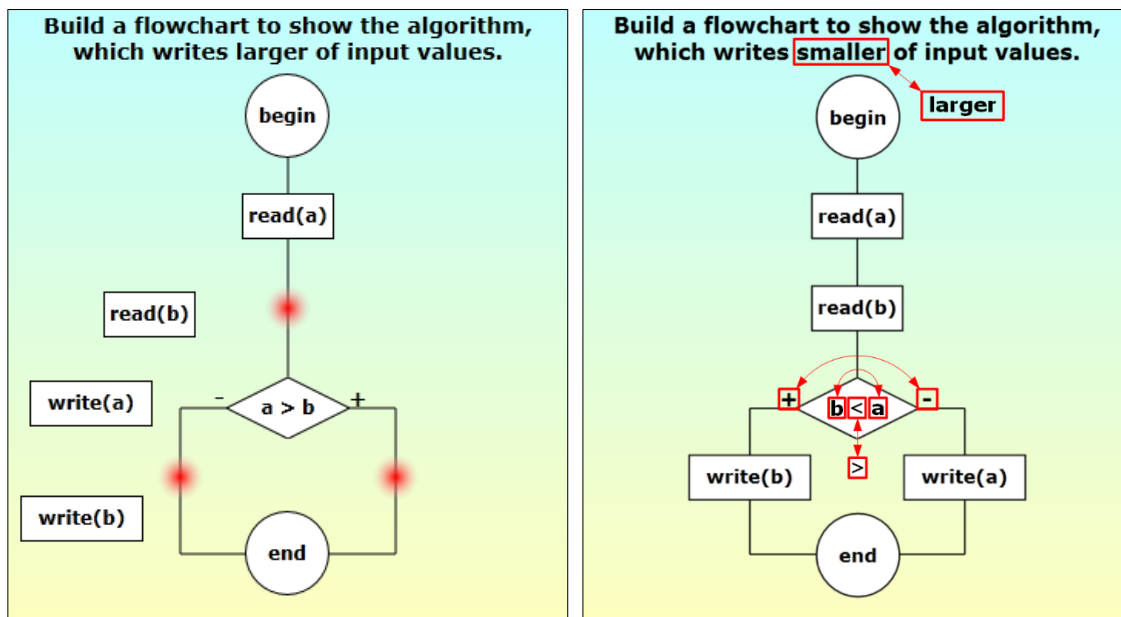 Build a flowchart to show the algorithm,
which writes larger of input values.
begin
read(a)
read(b)
write(a)
- a > b +
write(b)
end
Build a flowchart to show the algorithm,
which writes smaller of input values.
larger
begin
read(a)
read(b)
+ b < a -
>
write(b) write(a)
end